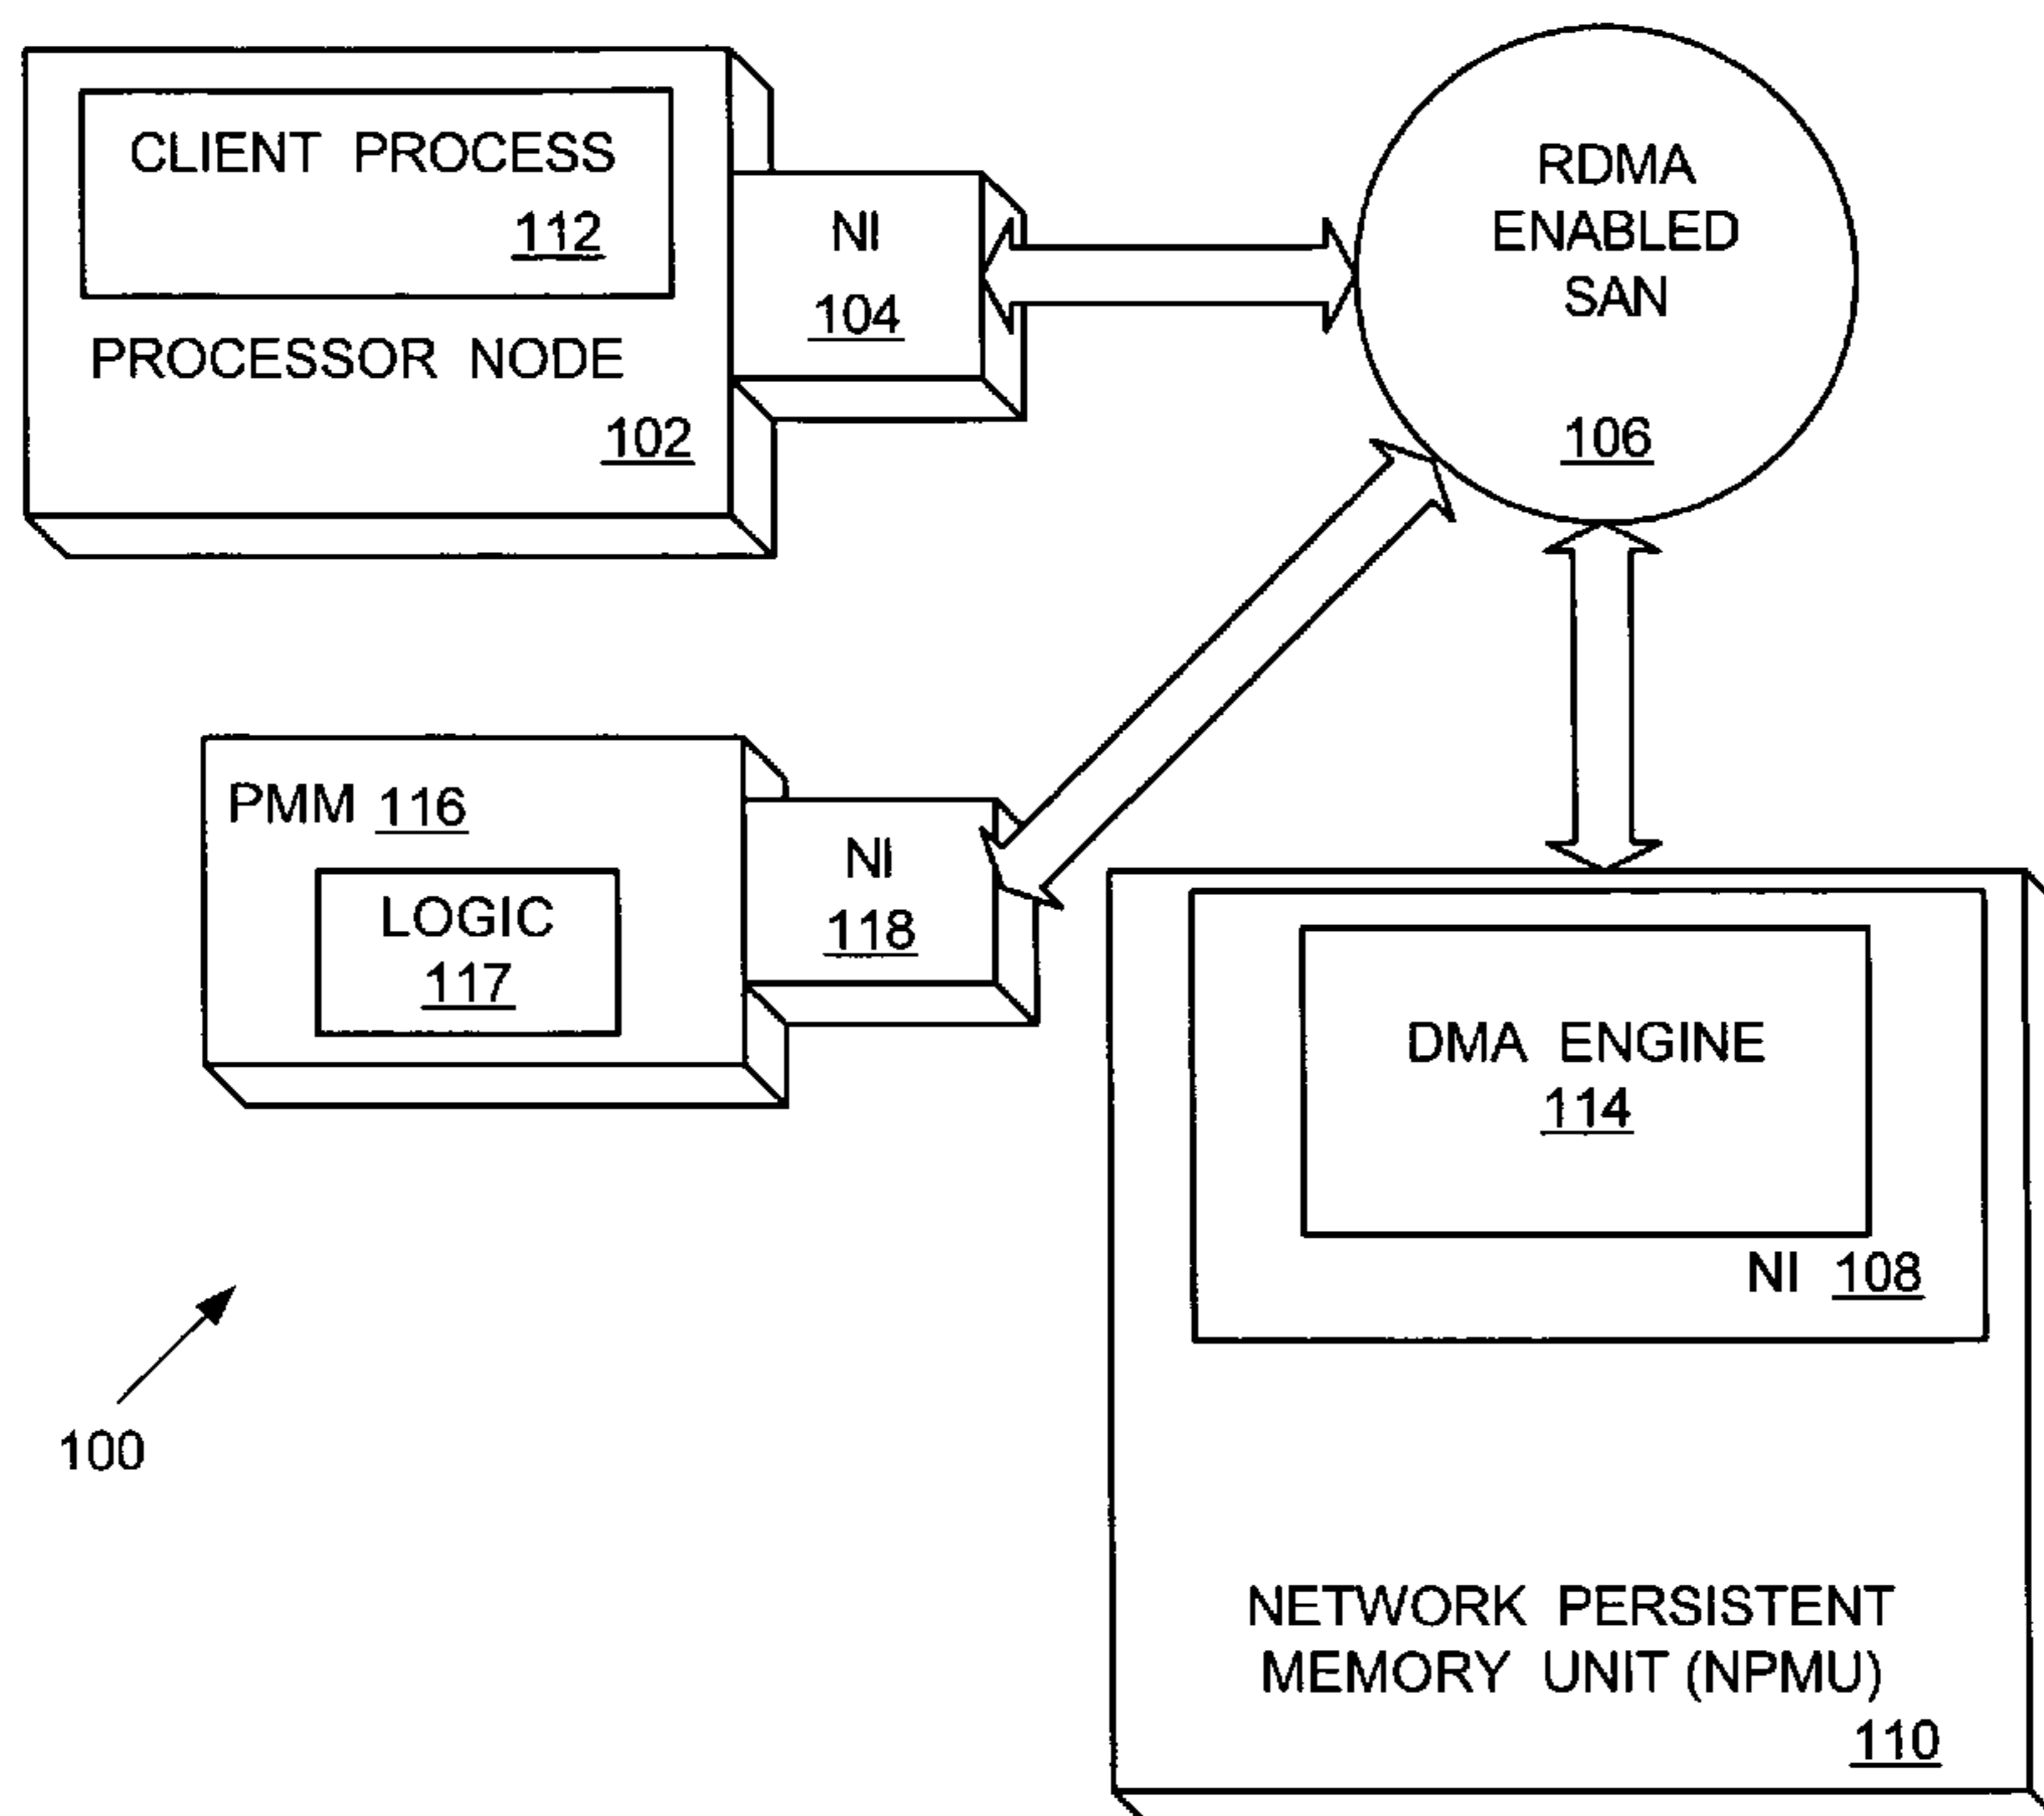 CLIENT PROCESS
112
PROCESSOR NODE
102
NI
104
RDMA
ENABLED
SAN
106
PMM 116
LOGIC
117
NI
118
DMA ENGINE
114
NI 108
NETWORK PERSISTENT
MEMORY UNIT (NPMU)
110
100